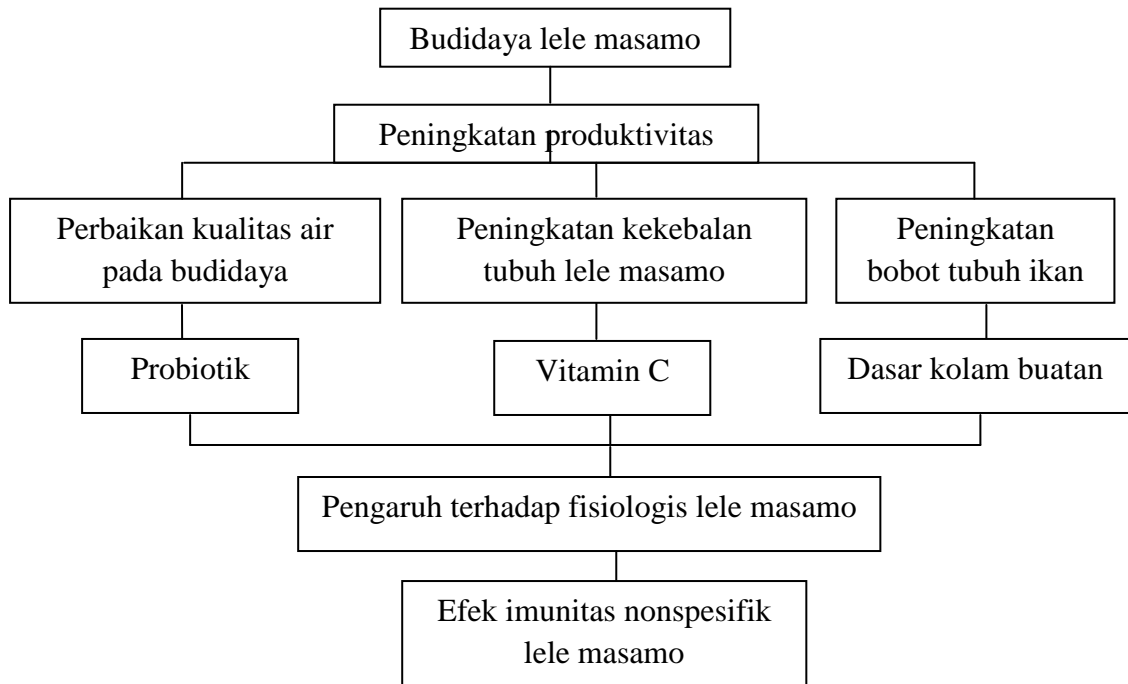 Budidaya lele masamo
Peningkatan produktivitas
Perbaikan kualitas air
pada budidaya
Peningkatan kekebalan
tubuh lele masamo
Peningkatan
bobot tubuh ikan
Probiotik
Vitamin C
Dasar kolam buatan
Pengaruh terhadap fisiologis lele masamo
Efek imunitas nonspesifik
lele masamo